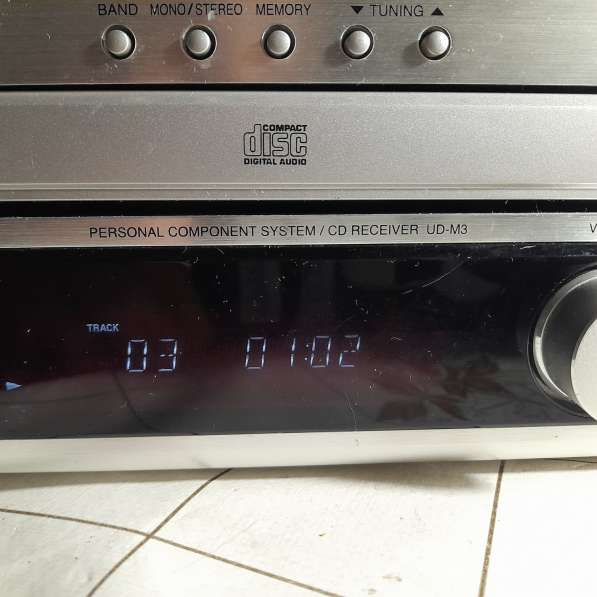 BAND MONO/STEREO MEMORY ▼ TUNING ▲
COMPACT
disc
DIGITAL AUDIO
PERSONAL COMPONENT SYSTEM / CD RECEIVER UD-M3
TRACK
03 01:02